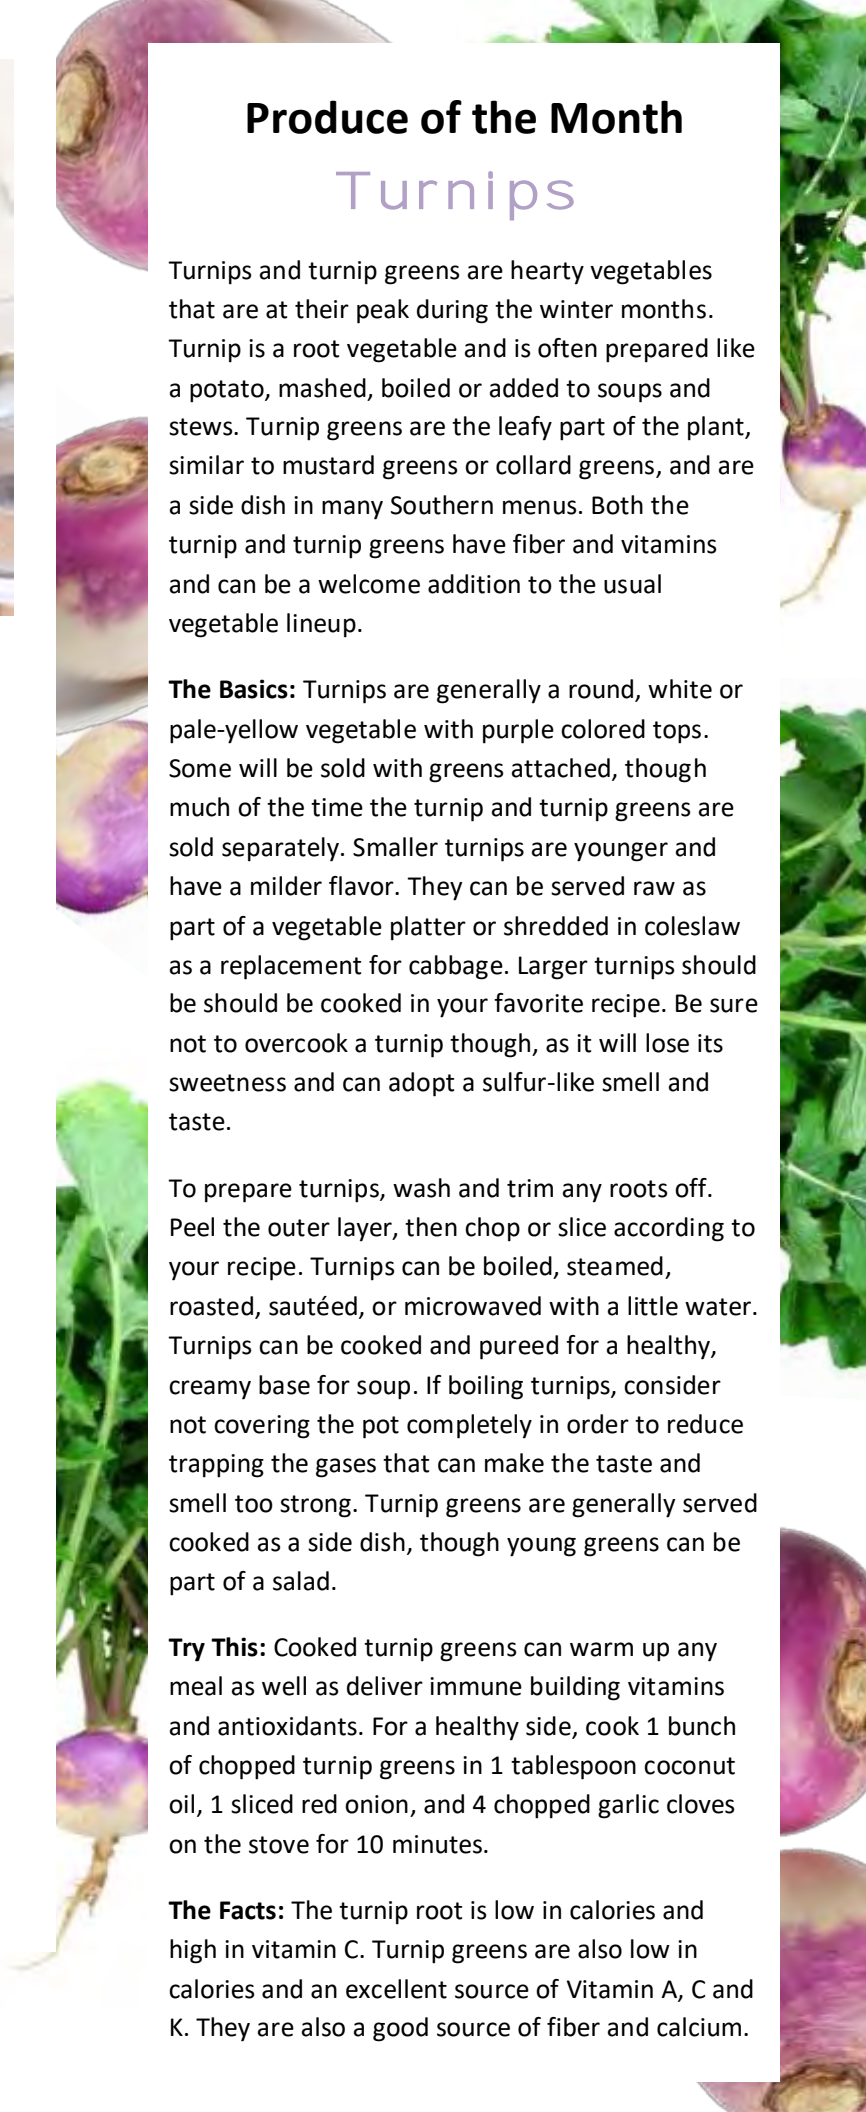 Produce of the Month
Turnips
Turnips and turnip greens are hearty vegetables
that are at their peak during the winter months.
Turnip is a root vegetable and is often prepared like
a potato, mashed, boiled or added to soups and
stews. Turnip greens are the leafy part of the plant,
similar to mustard greens or collard greens, and are
a side dish in many Southern menus. Both the
turnip and turnip greens have fiber and vitamins
and can be a welcome addition to the usual
vegetable lineup.
The Basics: Turnips are generally a round, white or
pale-yellow vegetable with purple colored tops.
Some will be sold with greens attached, though
much of the time the turnip and turnip greens are
sold separately. Smaller turnips are younger and
have a milder flavor. They can be served raw as
part of a vegetable platter or shredded in coleslaw
as a replacement for cabbage. Larger turnips should
be should be cooked in your favorite recipe. Be sure
not to overcook a turnip though, as it will lose its
sweetness and can adopt a sulfur-like smell and
taste.
To prepare turnips, wash and trim any roots off.
Peel the outer layer, then chop or slice according to
your recipe. Turnips can be boiled, steamed,
roasted, sautéed, or microwaved with a little water.
Turnips can be cooked and pureed for a healthy,
creamy base for soup. If boiling turnips, consider
not covering the pot completely in order to reduce
trapping the gases that can make the taste and
smell too strong. Turnip greens are generally served
cooked as a side dish, though young greens can be
part of a salad.
Try This: Cooked turnip greens can warm up any
meal as well as deliver immune building vitamins
and antioxidants. For a healthy side, cook 1 bunch
of chopped turnip greens in 1 tablespoon coconut
oil, 1 sliced red onion, and 4 chopped garlic cloves
on the stove for 10 minutes.
The Facts: The turnip root is low in calories and
high in vitamin C. Turnip greens are also low in
calories and an excellent source of Vitamin A, C and
K. They are also a good source of fiber and calcium.